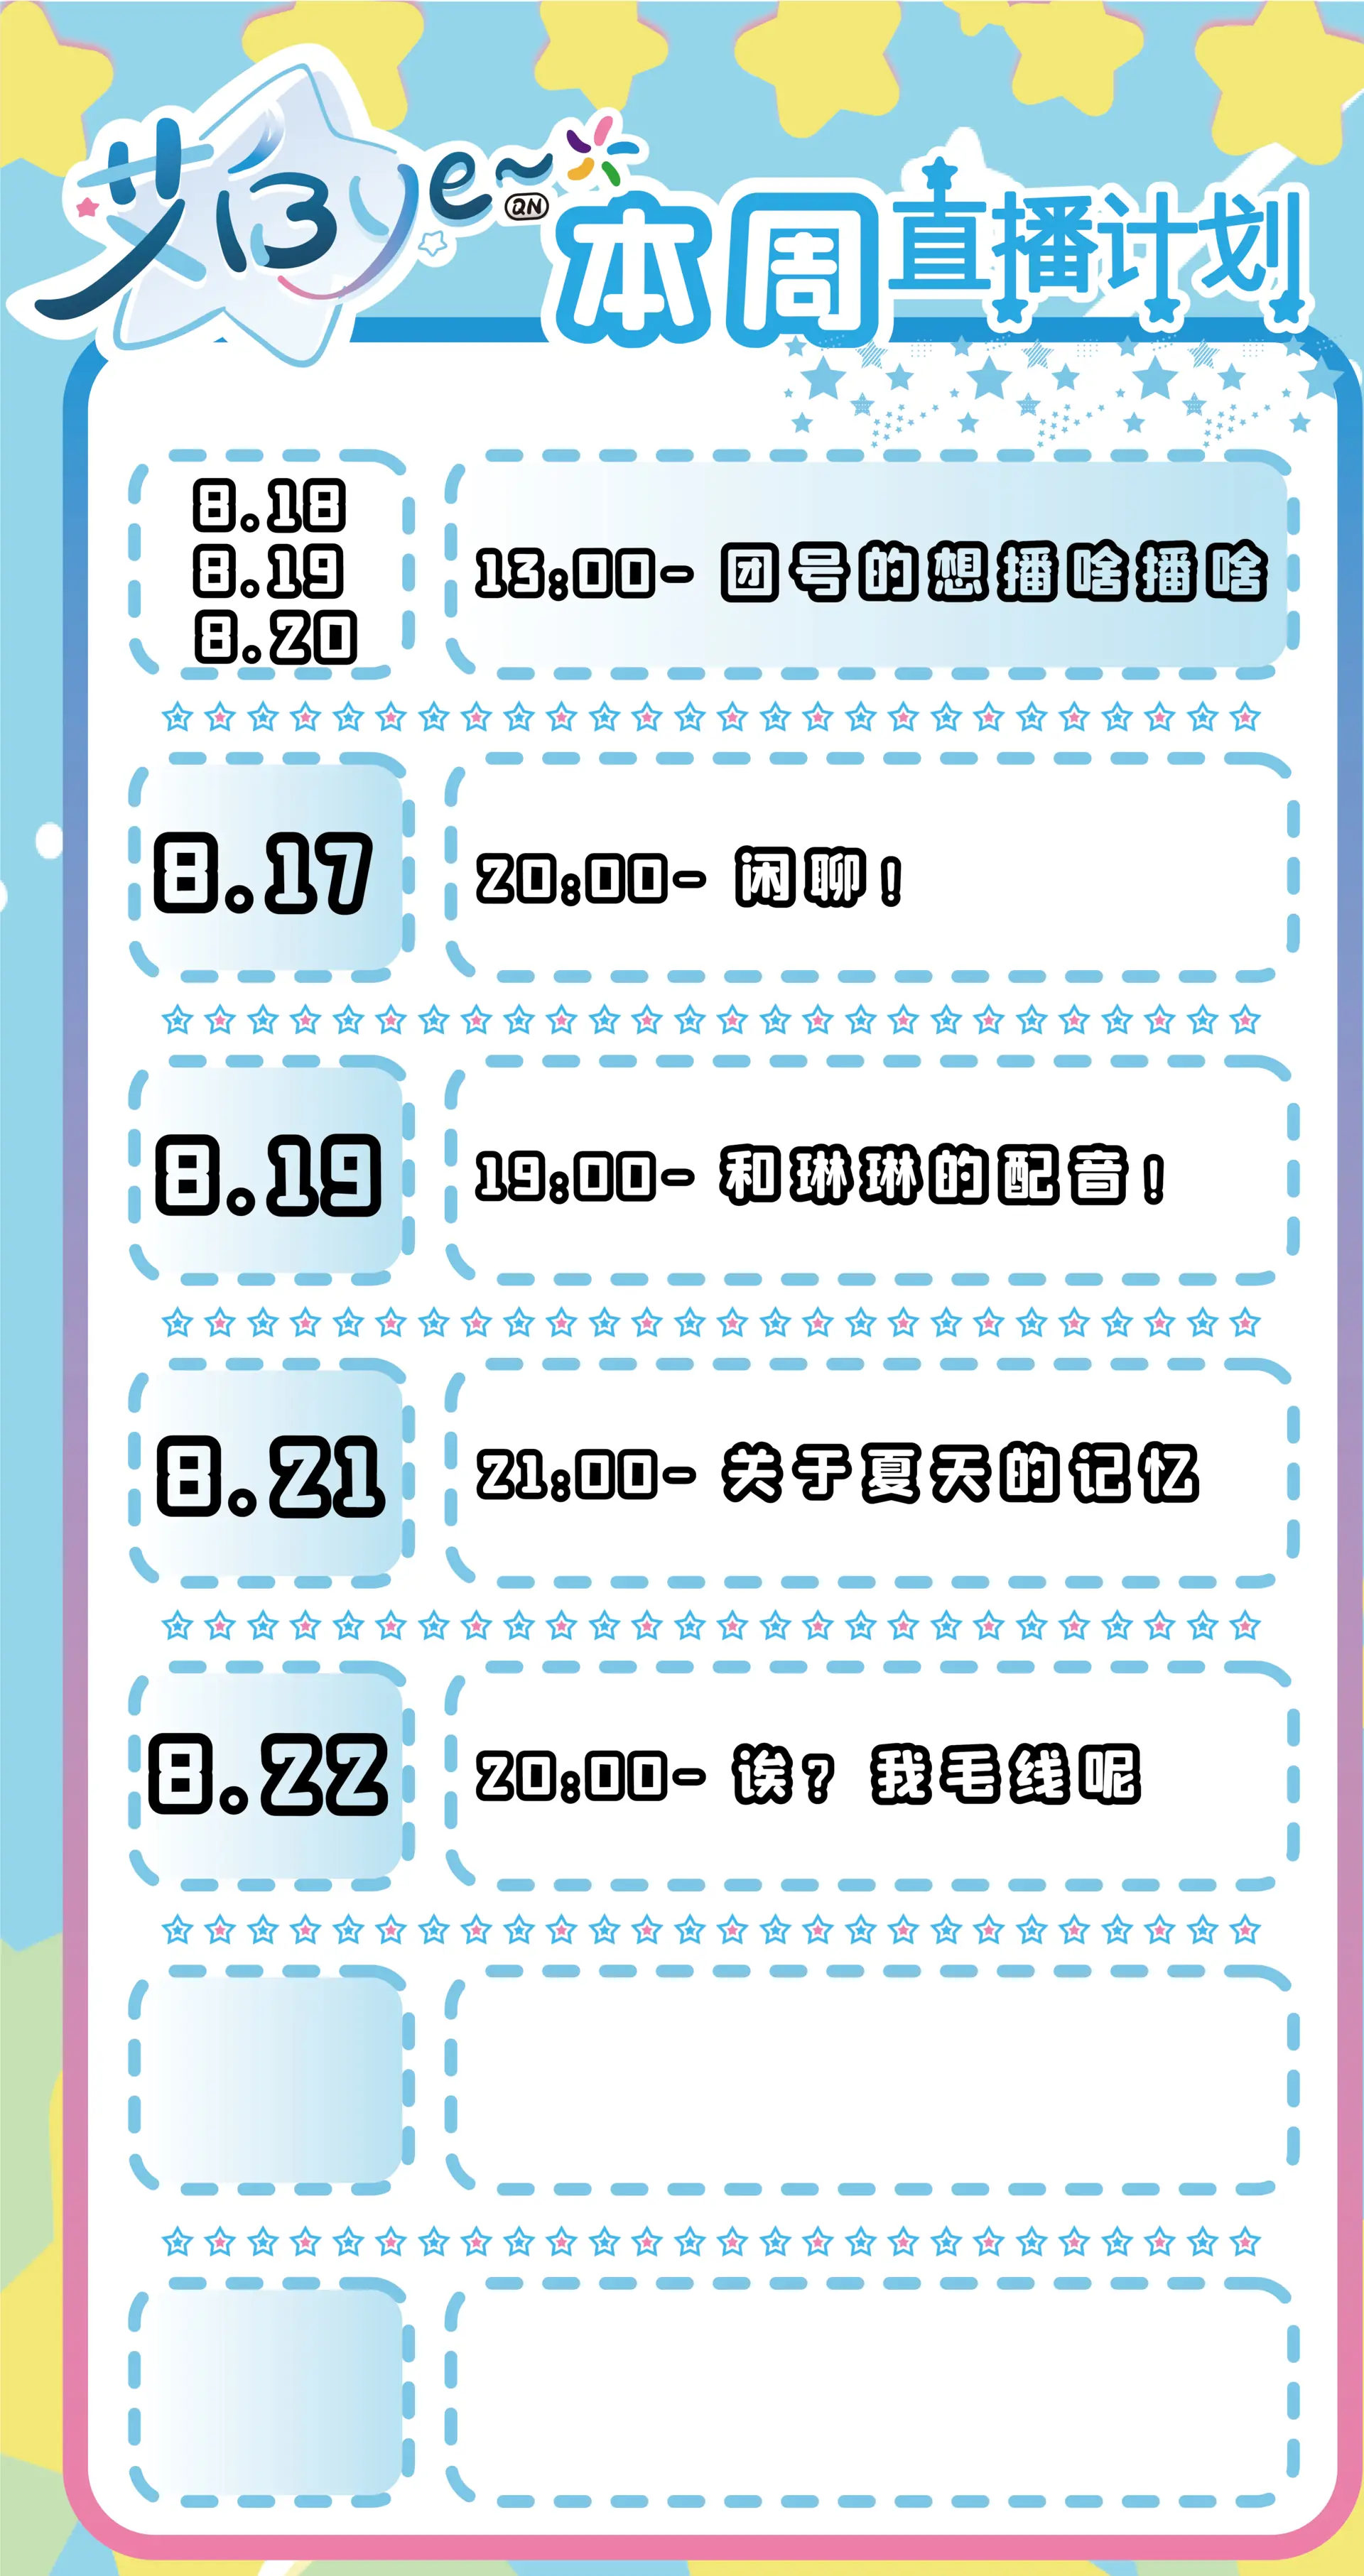 艾因ye~
QN
本周直播计划
8.18
8.19
8.20
13:00- 团号的想播啥播啥
8.17
20:00- 闲聊!
8.19
19:00- 和琳琳的配音!
8.21
21:00- 关于夏天的记忆
8.22
20:00- 诶? 我毛线呢